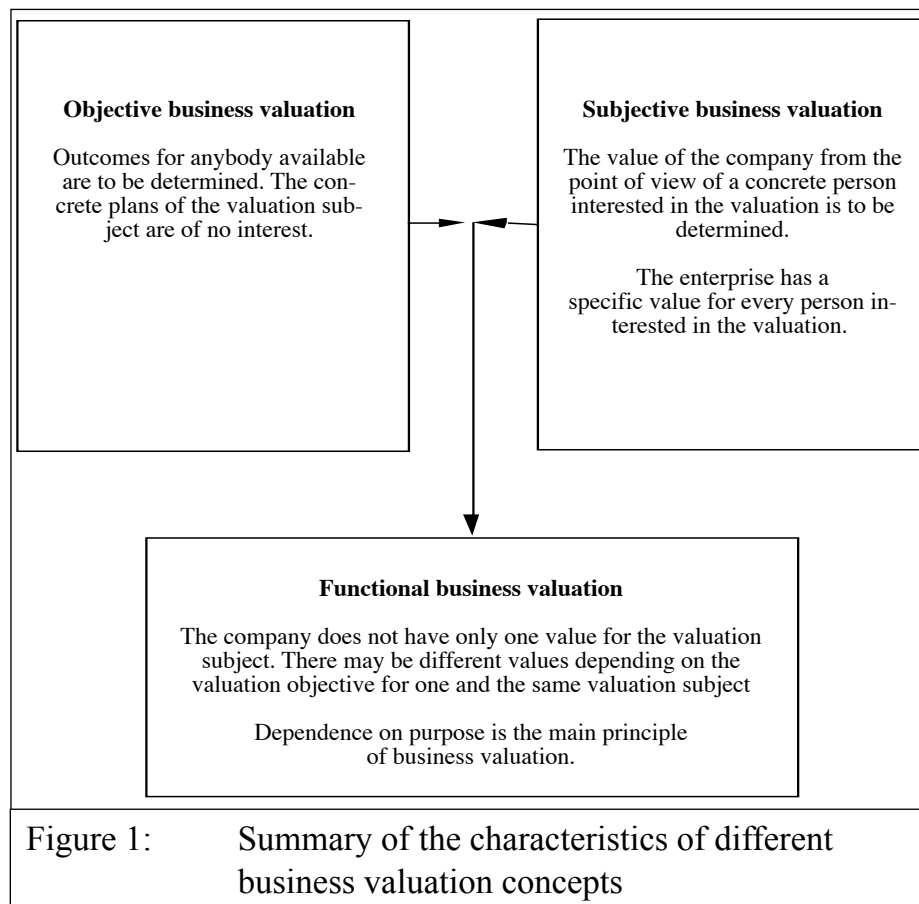 Objective business valuation
Outcomes for anybody available
are to be determined. The con-
crete plans of the valuation sub-
ject are of no interest.
Subjective business valuation
The value of the company from the
point of view of a concrete person
interested in the valuation is to be
determined.
The enterprise has a
specific value for every person in-
terested in the valuation.
Functional business valuation
The company does not have only one value for the valuation
subject. There may be different values depending on the
valuation objective for one and the same valuation subject
Dependence on purpose is the main principle
of business valuation.
Figure 1: Summary of the characteristics of different
business valuation concepts